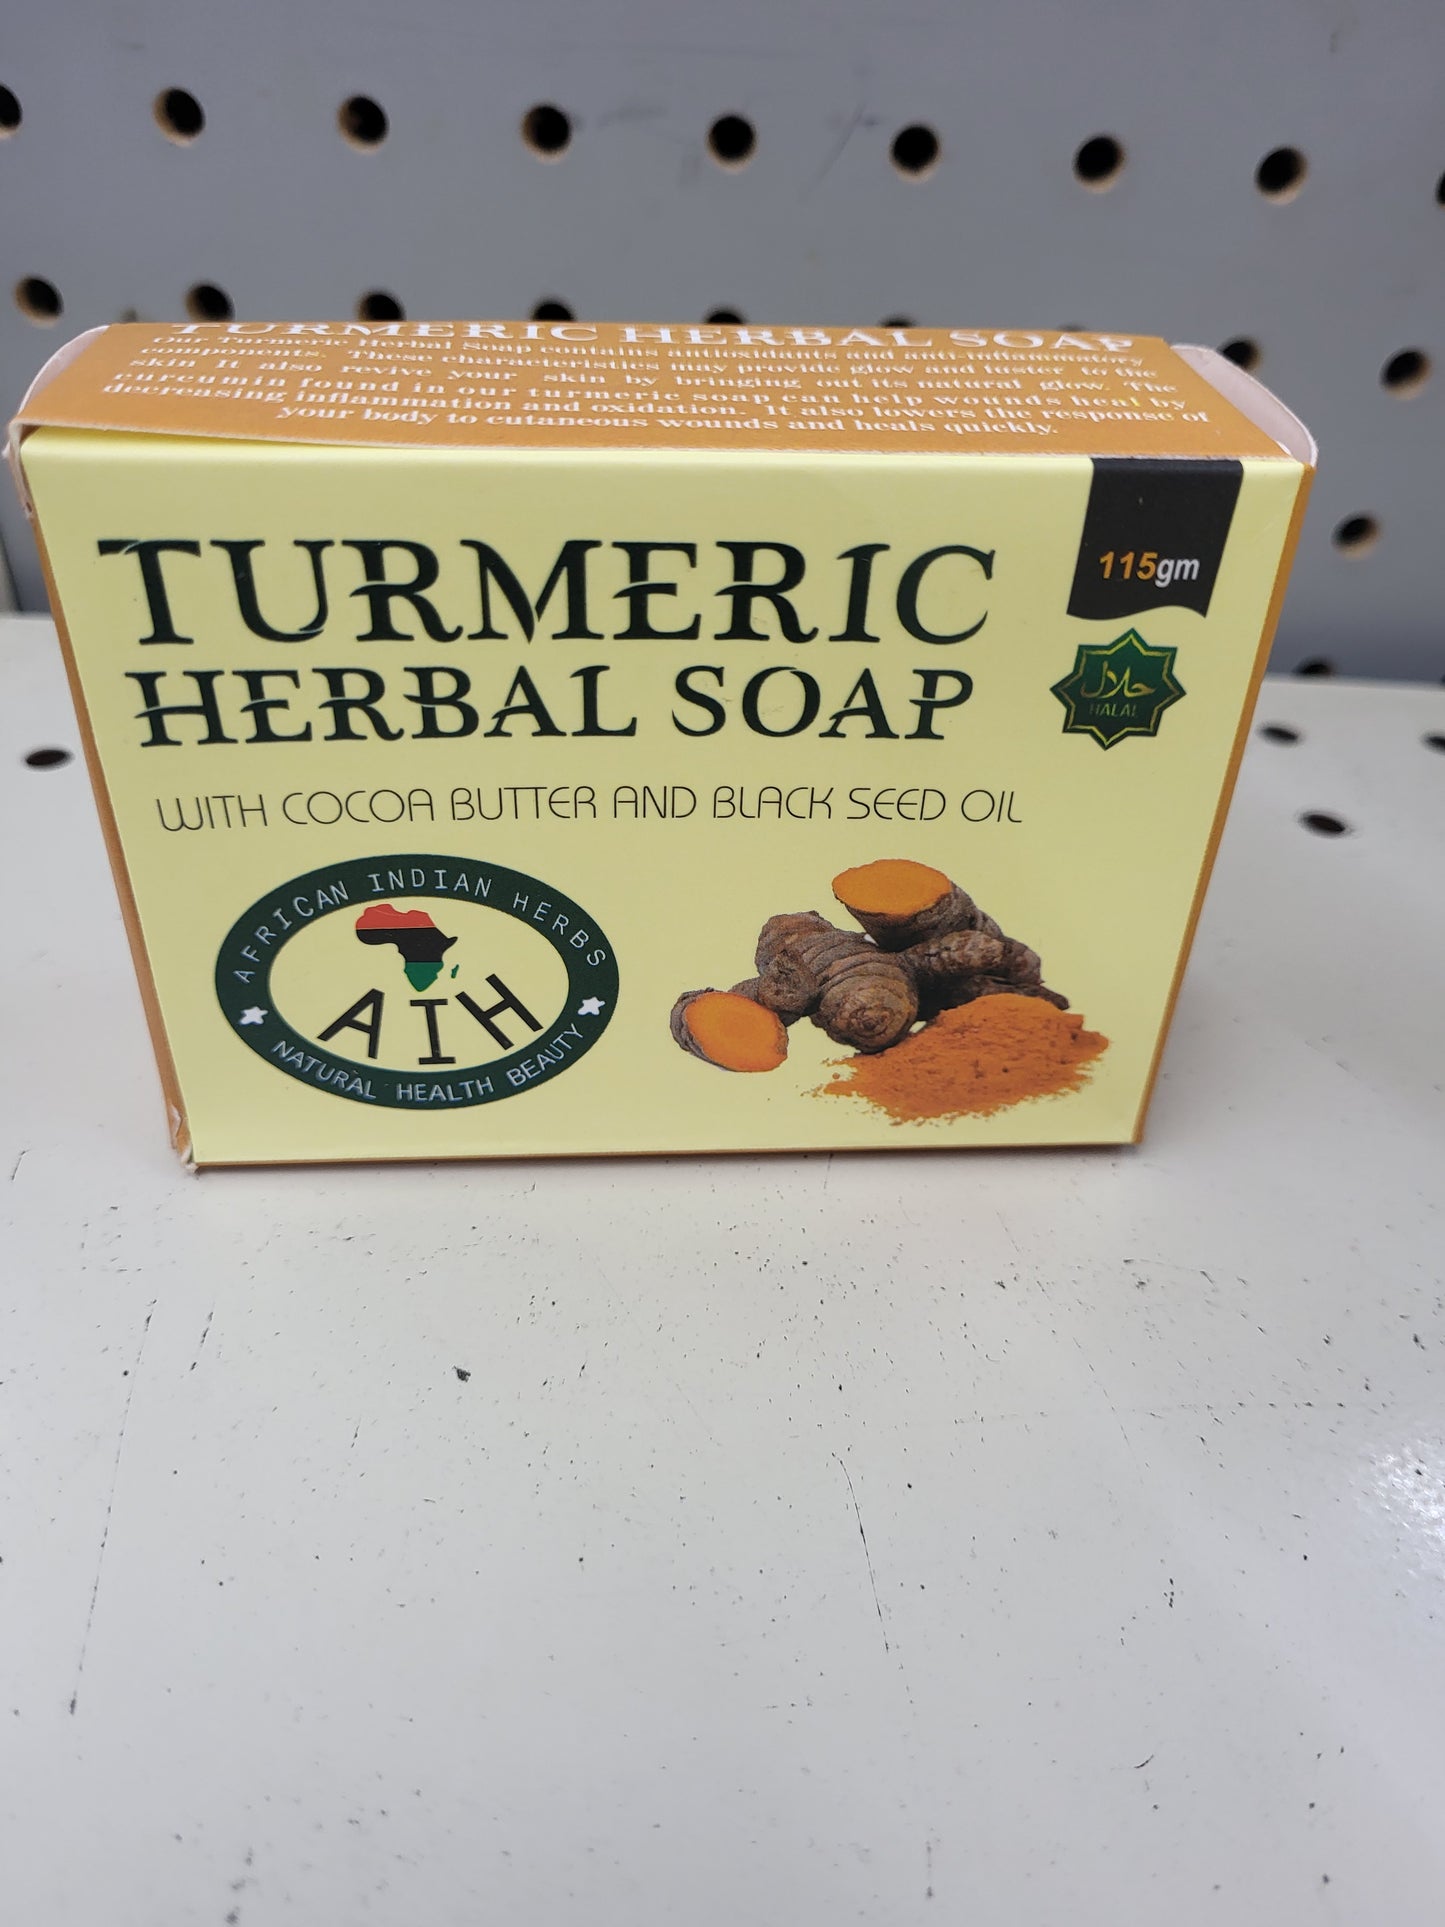 TURMERIC HERBAL SOAP
Our Turmeric Herbal Soap contains antioxidants and anti-inflammatory
components. These characteristics may provide glow and luster to the
skin It also revive your skin by bringing out its natural glow. The
curcumin found in our turmeric soap can help wounds heal by
decreasing inflammation and oxidation. It also lowers the response of
your body to cutaneous wounds and heals quickly.
115gm
TURMERIC
HERBAL SOAP
حلال
HALAL
WITH COCOA BUTTER AND BLACK SEED OIL
AFRICAN INDIAN HERBS
AIH
NATURAL HEALTH BEAUTY